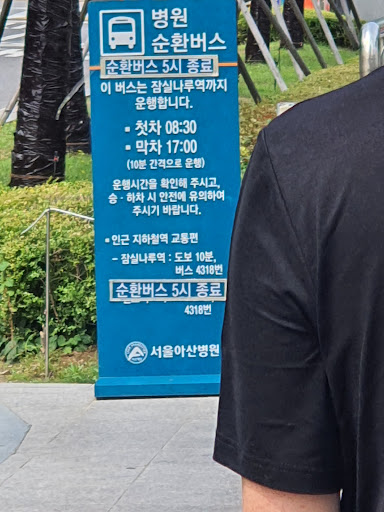 병원
순환버스
순환버스 5시 종료
이 버스는 잠실나루역까지
운행합니다.
▪ 첫차 08:30
▪ 막차 17:00
(10분 간격으로 운행)
운행시간을 확인해 주시고,
승·하차 시 안전에 유의하여
주시기 바랍니다.
▪ 인근 지하철역 교통편
- 잠실나루역 : 도보 10분,
버스 4318번
순환버스 5시 종료
4318번
서울아산병원